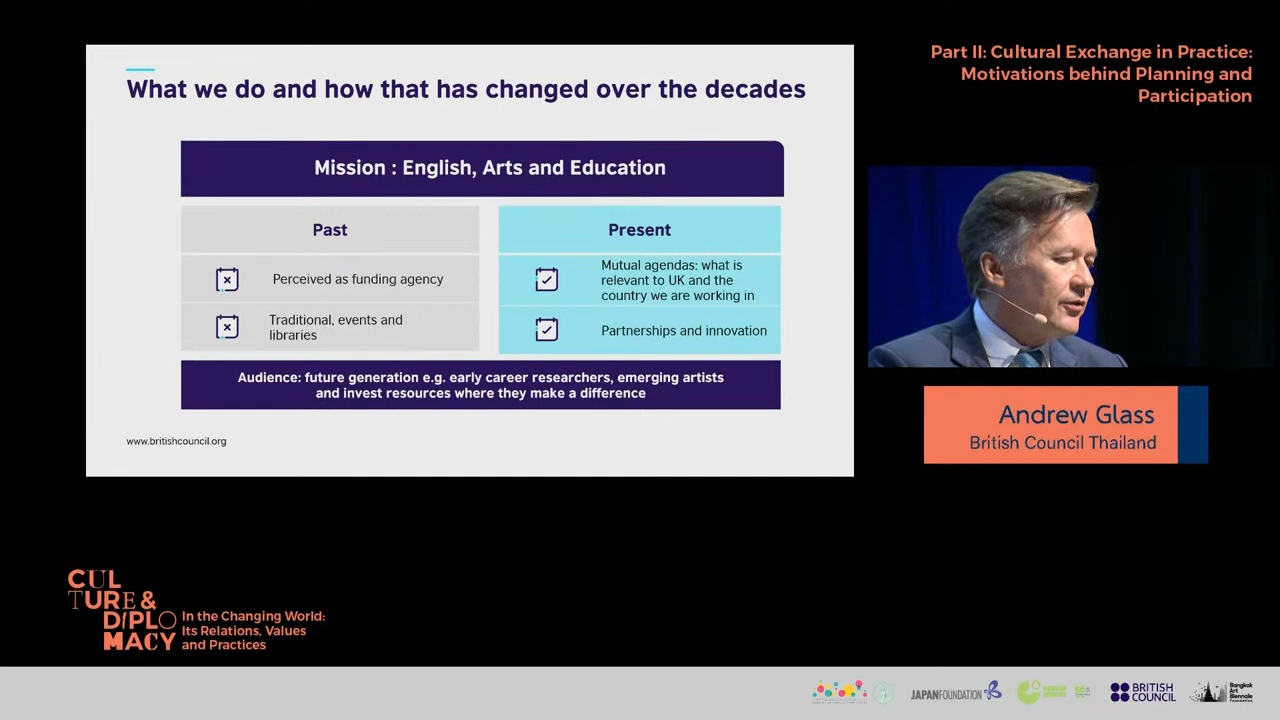 What we do and how that has changed over the decades
Mission : English, Arts and Education
Past
Present
Perceived as funding agency
Mutual agendas: what is
relevant to UK and the
country we are working in
Traditional, events and
libraries
Partnerships and innovation
Audience: future generation e.g. early career researchers, emerging artists
and invest resources where they make a difference
www.britishcouncil.org
Part II: Cultural Exchange in Practice:
Motivations behind Planning and
Participation
Andrew Glass
British Council Thailand
CUL
TURE &
DIPLO
MACY
In the Changing World:
Its Relations, Values
and Practices
JAPANFOUNDATION
BRITISH
COUNCIL
Bangkok
Art
Biennale
Foundation